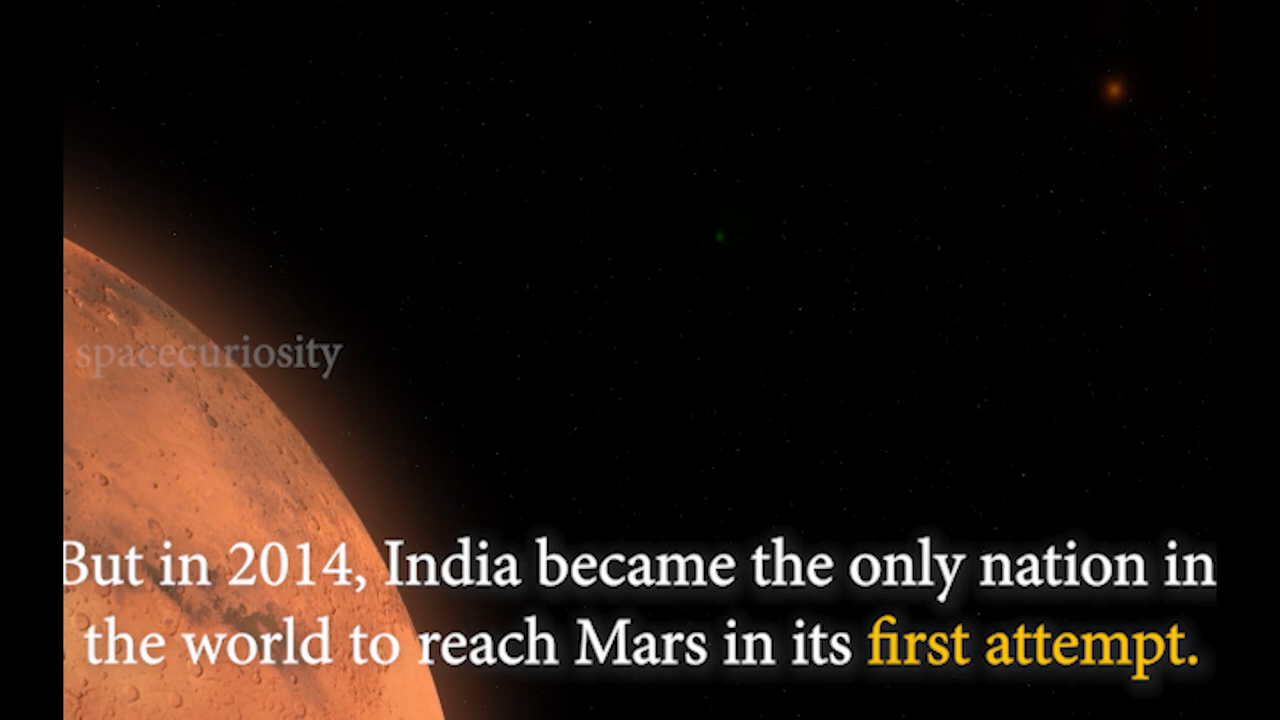 spacecuriosity
But in 2014, India became the only nation in
the world to reach Mars in its first attempt.